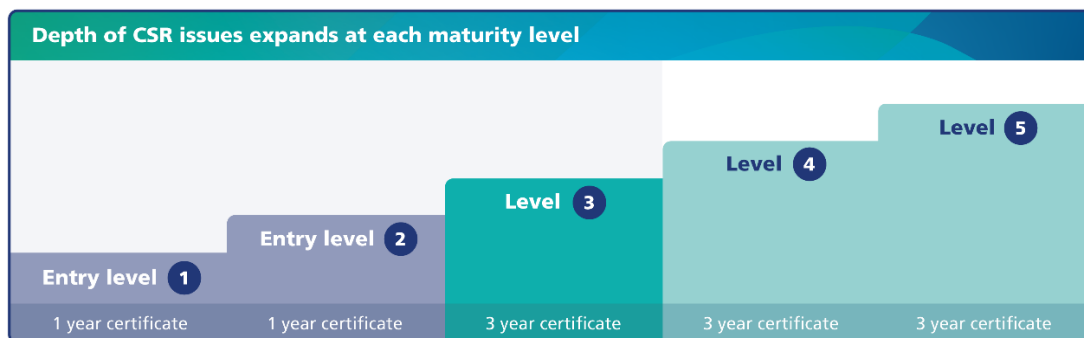 Depth of CSR issues expands at each maturity level
Entry level 1
Entry level 2
Level 3
Level 4
Level 5
1 year certificate
1 year certificate
3 year certificate
3 year certificate
3 year certificate